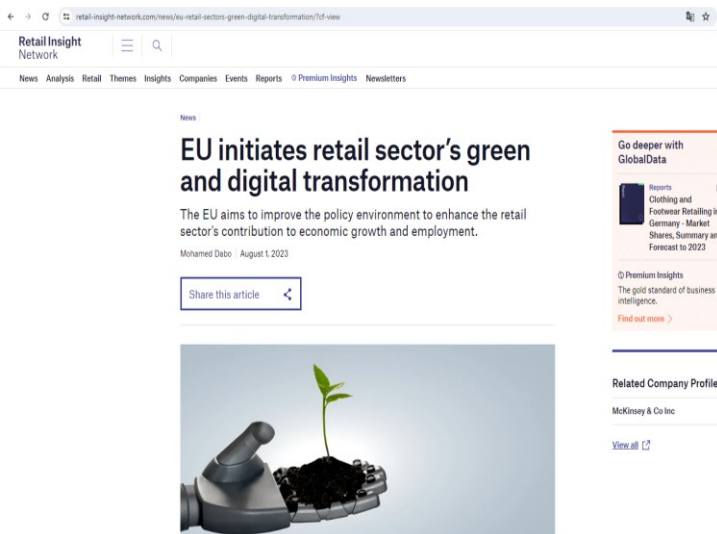 retail-insight-network.com/news/eu-retail-sectors-green-digital-transformation/?cf-view
Retail Insight
Network
News Analysis Retail Themes Insights Companies Events Reports Premium Insights Newsletters
News
EU initiates retail sector's green
and digital transformation
The EU aims to improve the policy environment to enhance the retail
sector's contribution to economic growth and employment.
Mohamed Dabo August 1, 2023
Share this article
Go deeper with
GlobalData
Reports
Clothing and
Footwear Retailing in
Germany - Market
Shares, Summary an
Forecast to 2023
Premium Insights
The gold standard of business
intelligence.
Find out more
Related Company Profile
McKinsey & Co Inc
View all